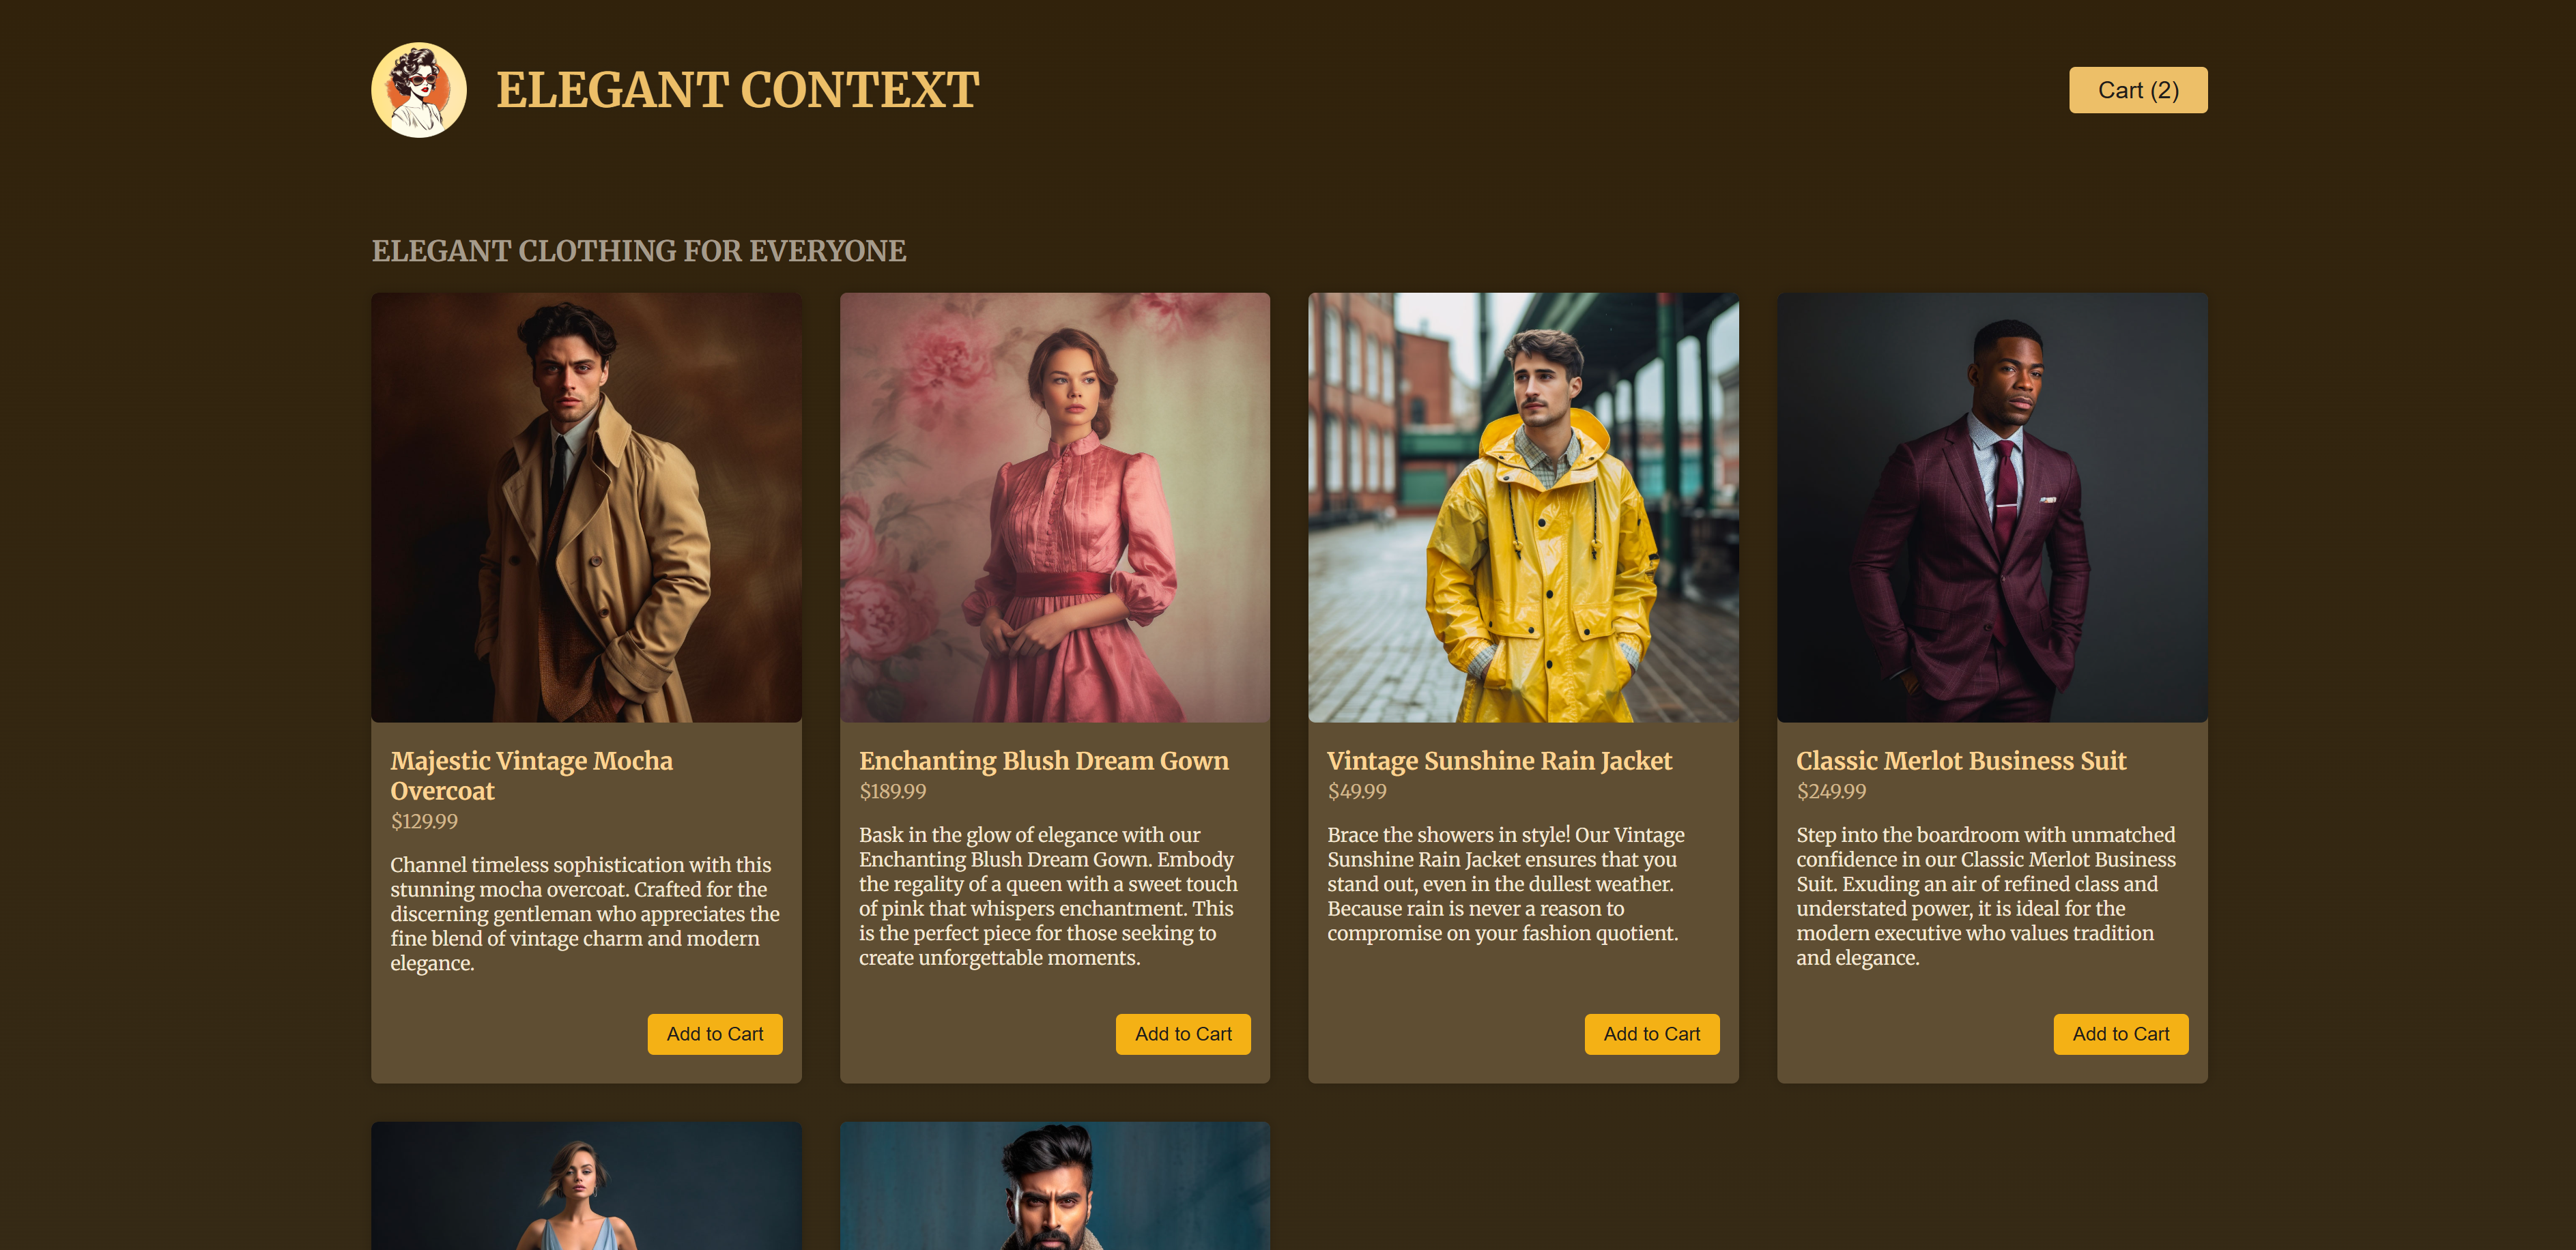 ELEGANT CONTEXT
Cart (2)
ELEGANT CLOTHING FOR EVERYONE
Majestic Vintage Mocha
Overcoat
$129.99
Channel timeless sophistication with this
stunning mocha overcoat. Crafted for the
discerning gentleman who appreciates the
fine blend of vintage charm and modern
elegance.
Add to Cart
Enchanting Blush Dream Gown
$189.99
Bask in the glow of elegance with our
Enchanting Blush Dream Gown. Embody
the regality of a queen with a sweet touch
of pink that whispers enchantment. This
is the perfect piece for those seeking to
create unforgettable moments.
Add to Cart
Vintage Sunshine Rain Jacket
$49.99
Brace the showers in style! Our Vintage
Sunshine Rain Jacket ensures that you
stand out, even in the dullest weather.
Because rain is never a reason to
compromise on your fashion quotient.
Add to Cart
Classic Merlot Business Suit
$249.99
Step into the boardroom with unmatched
confidence in our Classic Merlot Business
Suit. Exuding an air of refined class and
understated power, it is ideal for the
modern executive who values tradition
and elegance.
Add to Cart